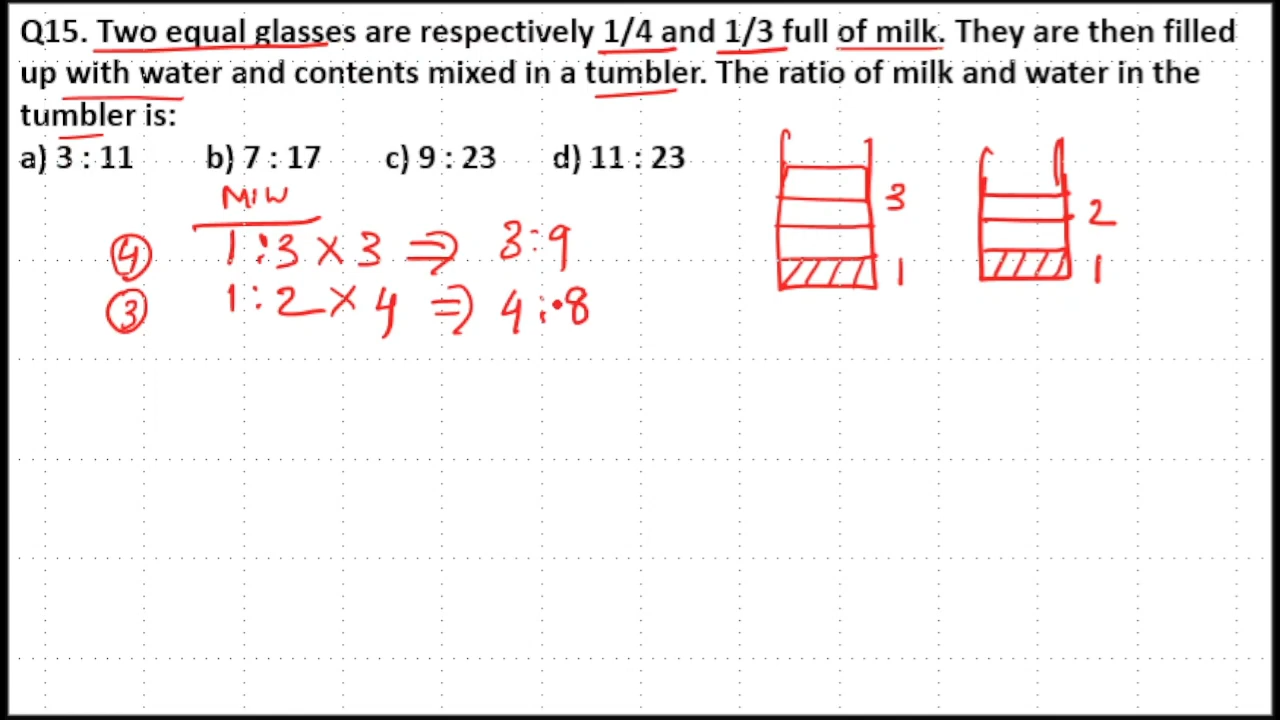 Q15. Two equal glasses are respectively 1/4 and 1/3 full of milk. They are then filled
up with water and contents mixed in a tumbler. The ratio of milk and water in the
tumbler is:
a) 3 : 11 b) 7 : 17 c) 9 : 23 d) 11 : 23
M:W
4 1:3 × 3 ⇒ 3:9
3 1:2 × 4 ⇒ 4:8
3
1
2
1